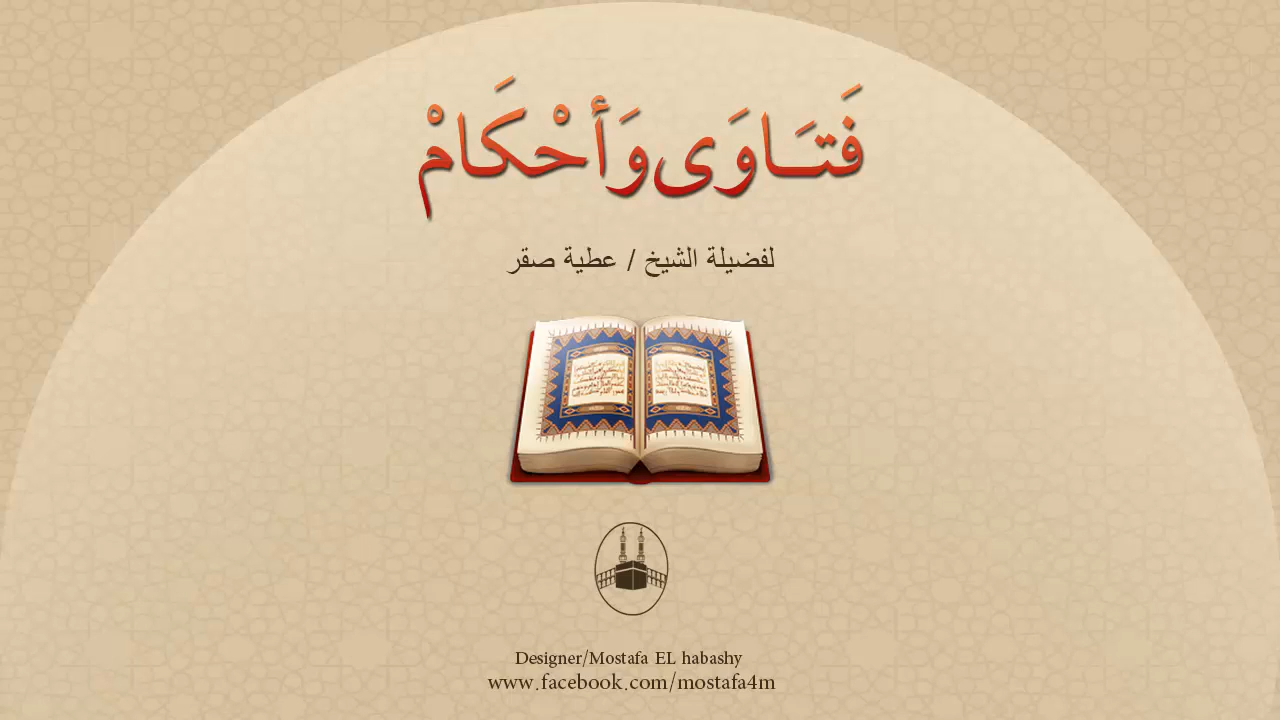 فَتَاوَى وَأَحْكَامْ
لفضيلة الشيخ / عطية صقر
Designer/Mostafa EL habashy
www.facebook.com/mostafa4m